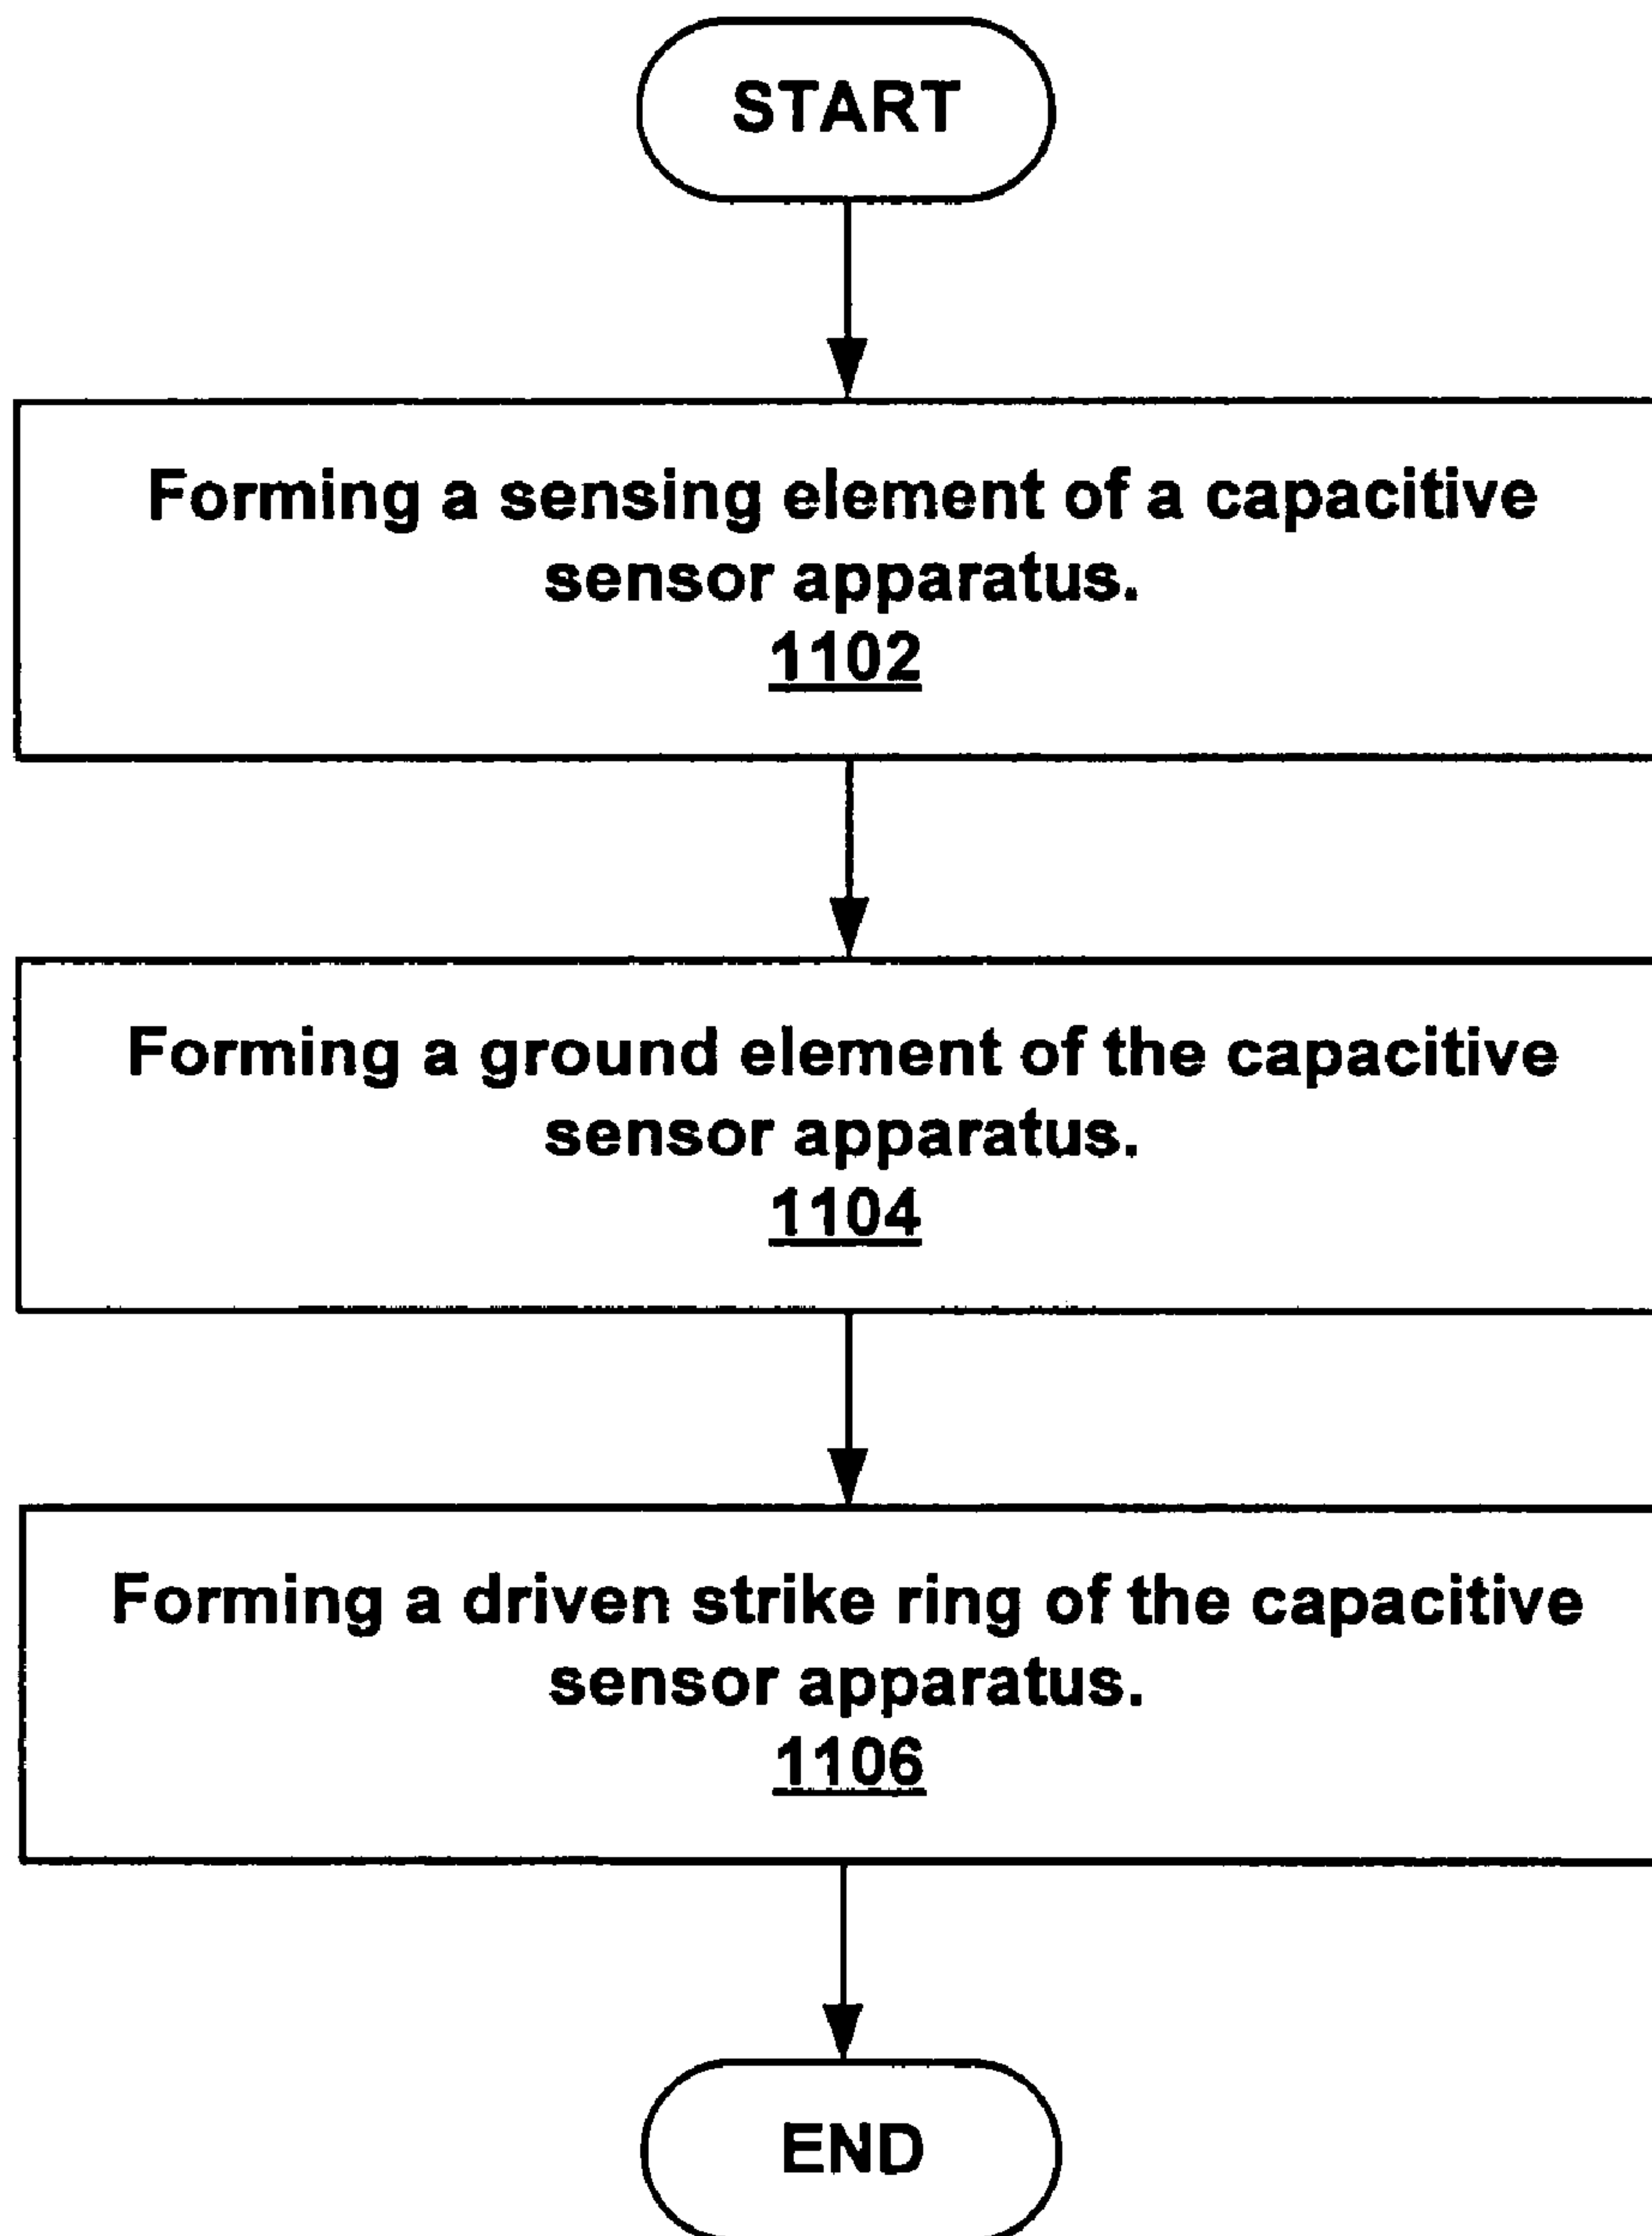 START
Forming a sensing element of a capacitive
sensor apparatus.
1102
Forming a ground element of the capacitive
sensor apparatus.
1104
Forming a driven strike ring of the capacitive
sensor apparatus.
1106
END